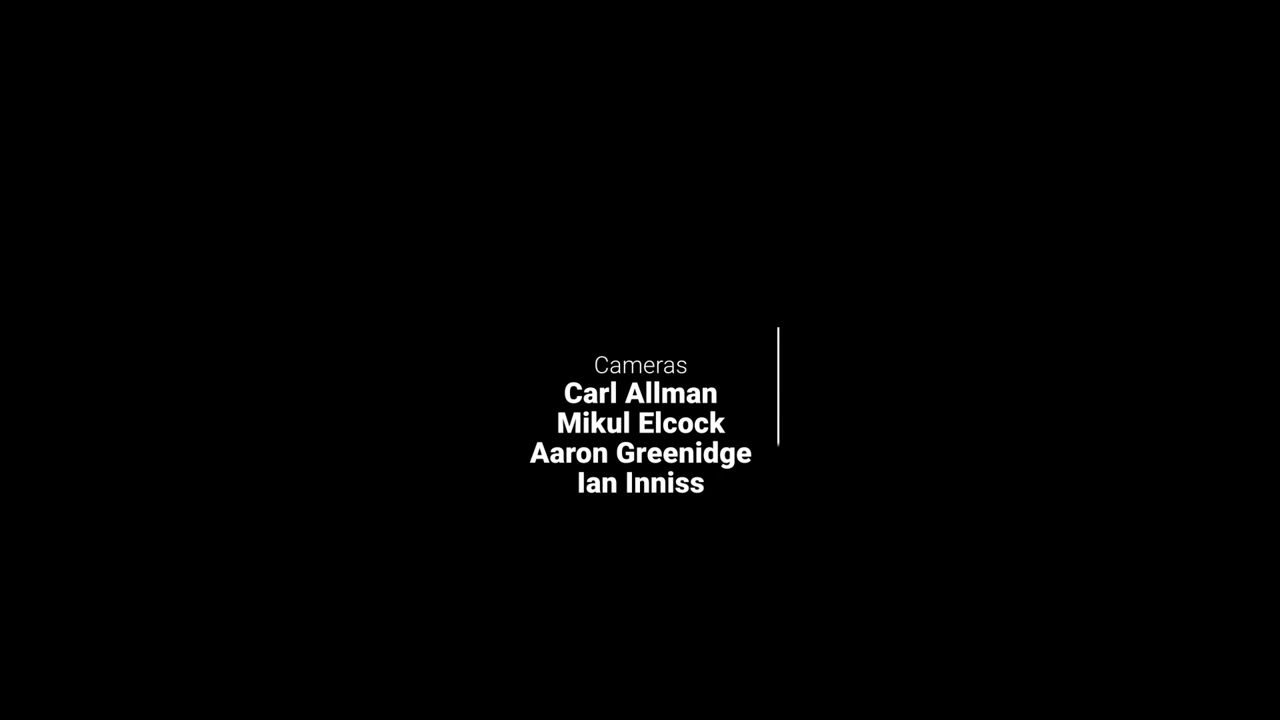 Cameras
Carl Allman
Mikul Elcock
Aaron Greenidge
Ian Inniss